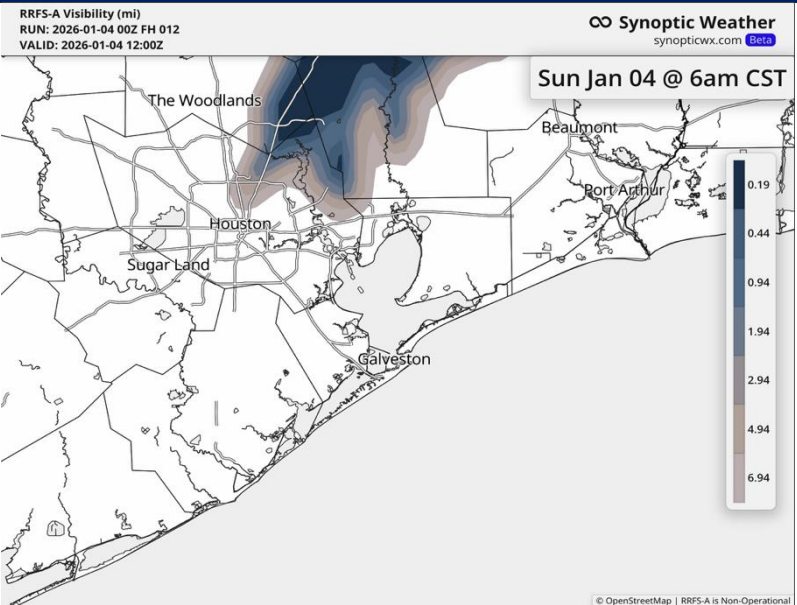 RRFS-A Visibility (mi)
RUN: 2026-01-04 00Z FH 012
VALID: 2026-01-04 12:00Z
Synoptic Weather
synopticwx.com Beta
Sun Jan 04 @ 6am CST
The Woodlands
Beaumont
Port Arthur
Houston
Sugar Land
Galveston
0.19
0.44
0.94
1.94
2.94
4.94
6.94
© OpenStreetMap | RRFS-A is Non-Operational